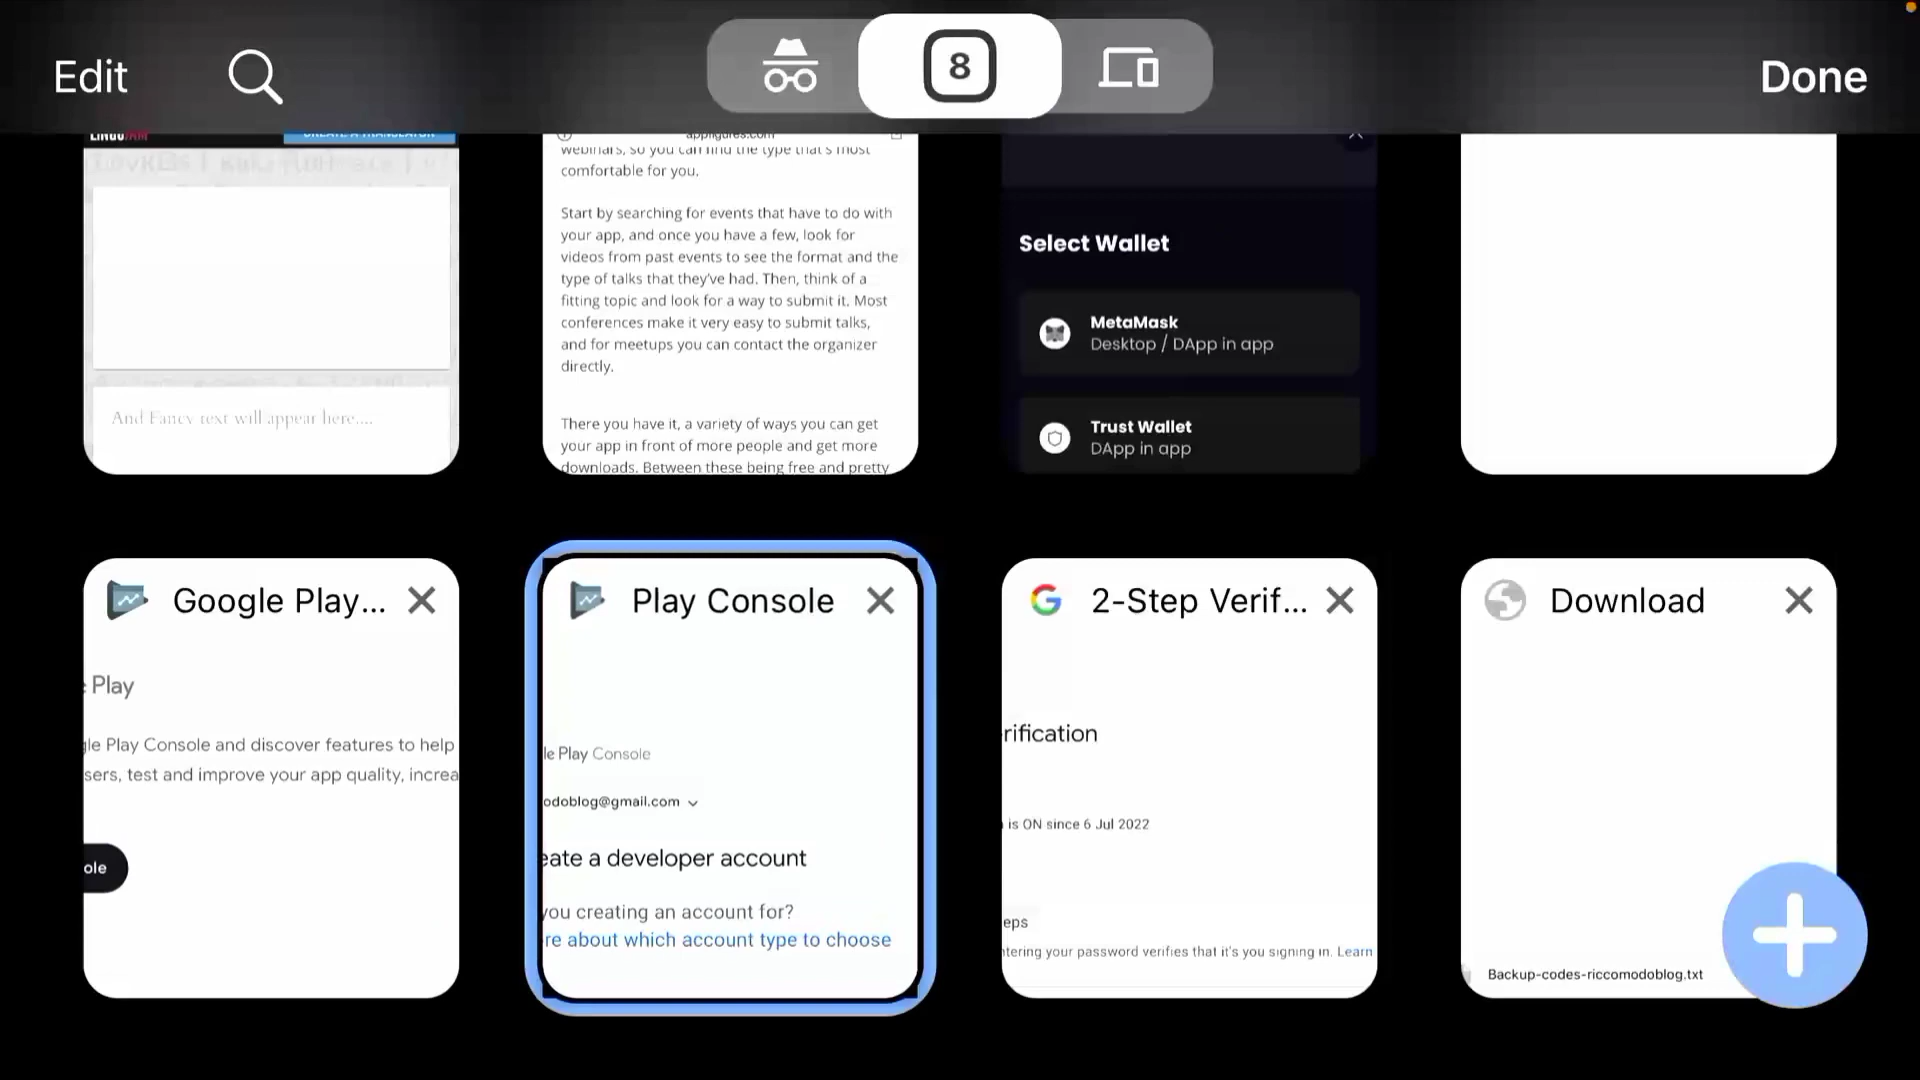 Edit
8
Done
CREATE A TRANSLATOR
appfigures.com
webinars, so you can find the type that's most
comfortable for you.
Start by searching for events that have to do with
your app, and once you have a few, look for
videos from past events to see the format and the
type of talks that they've had. Then, think of a
fitting topic and look for a way to submit it. Most
conferences make it very easy to submit talks,
and for meetups you can contact the organizer
directly.
There you have it, a variety of ways you can get
your app in front of more people and get more
downloads. Between these being free and pretty
And Fancy text will appear here....
Select Wallet
MetaMask
Desktop / DApp in app
Trust Wallet
DApp in app
Google Play...
Play
gle Play Console and discover features to help
sers, test and improve your app quality, increa
ole
Play Console
le Play Console
odoblog@gmail.com
eate a developer account
you creating an account for?
re about which account type to choose
2-Step Verif...
rification
is ON since 6 Jul 2022
eps
ntering your password verifies that it's you signing in. Learn
Download
Backup-codes-riccomodoblog.txt